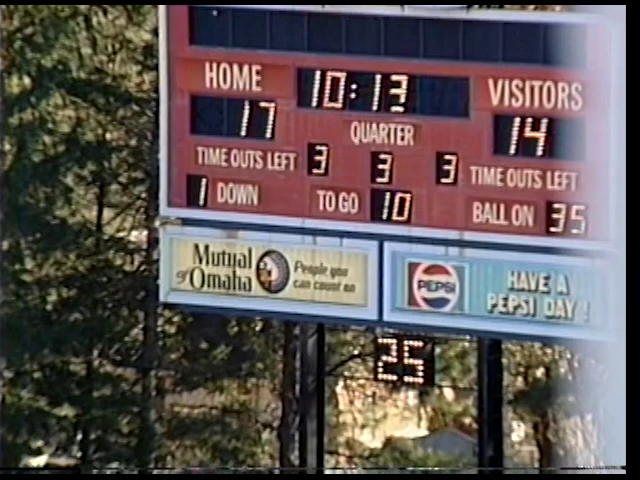 HOME 10:13 VISITORS
17 QUARTER 14
TIME OUTS LEFT 3 3 3 TIME OUTS LEFT
1 DOWN TO GO 10 BALL ON 35
Mutual of Omaha People you can count on
PEPSI HAVE A PEPSI DAY!
25